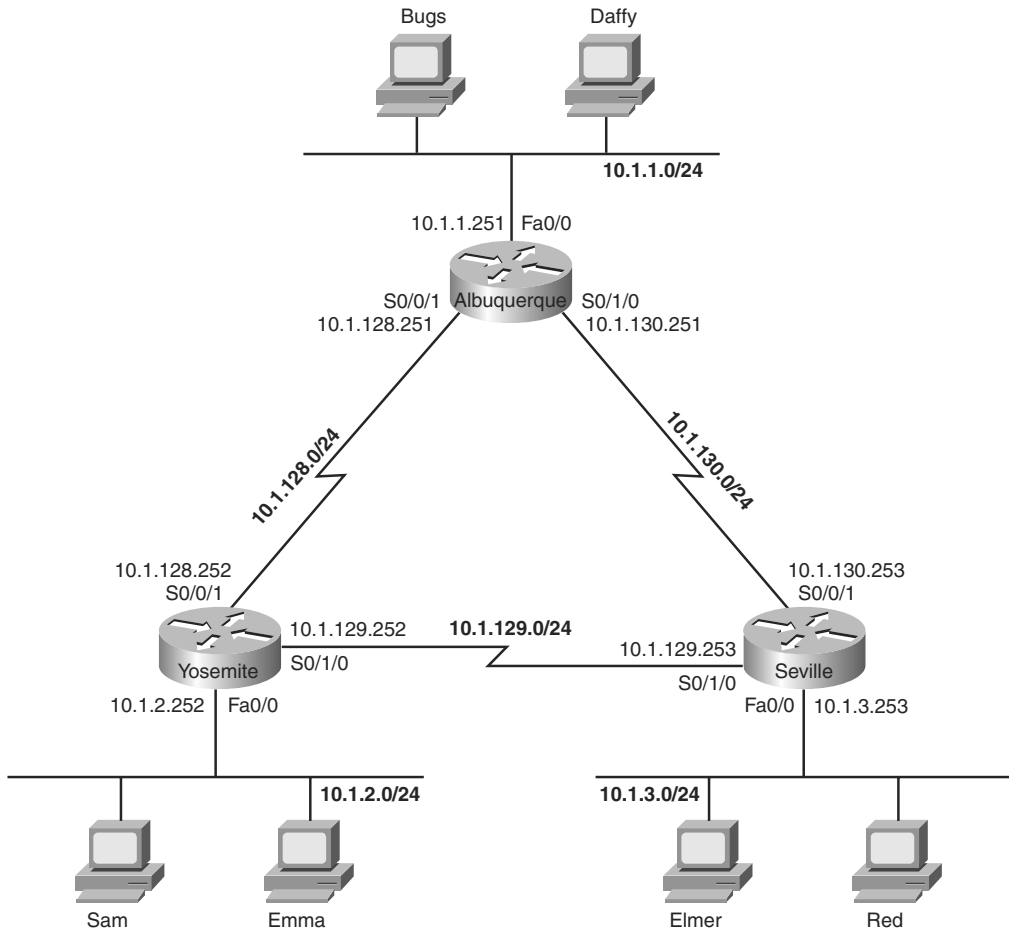 Bugs Daffy
10.1.1.0/24
10.1.1.251 Fa0/0
S0/0/1 Albuquerque S0/1/0
10.1.128.251 10.1.130.251
10.1.128.0/24 10.1.130.0/24
10.1.128.252 10.1.130.253
S0/0/1 S0/0/1
10.1.129.252 10.1.129.0/24 10.1.129.253
Yosemite S0/1/0 S0/1/0 Seville
10.1.2.252 Fa0/0 Fa0/0 10.1.3.253
10.1.2.0/24 10.1.3.0/24
Sam Emma Elmer Red